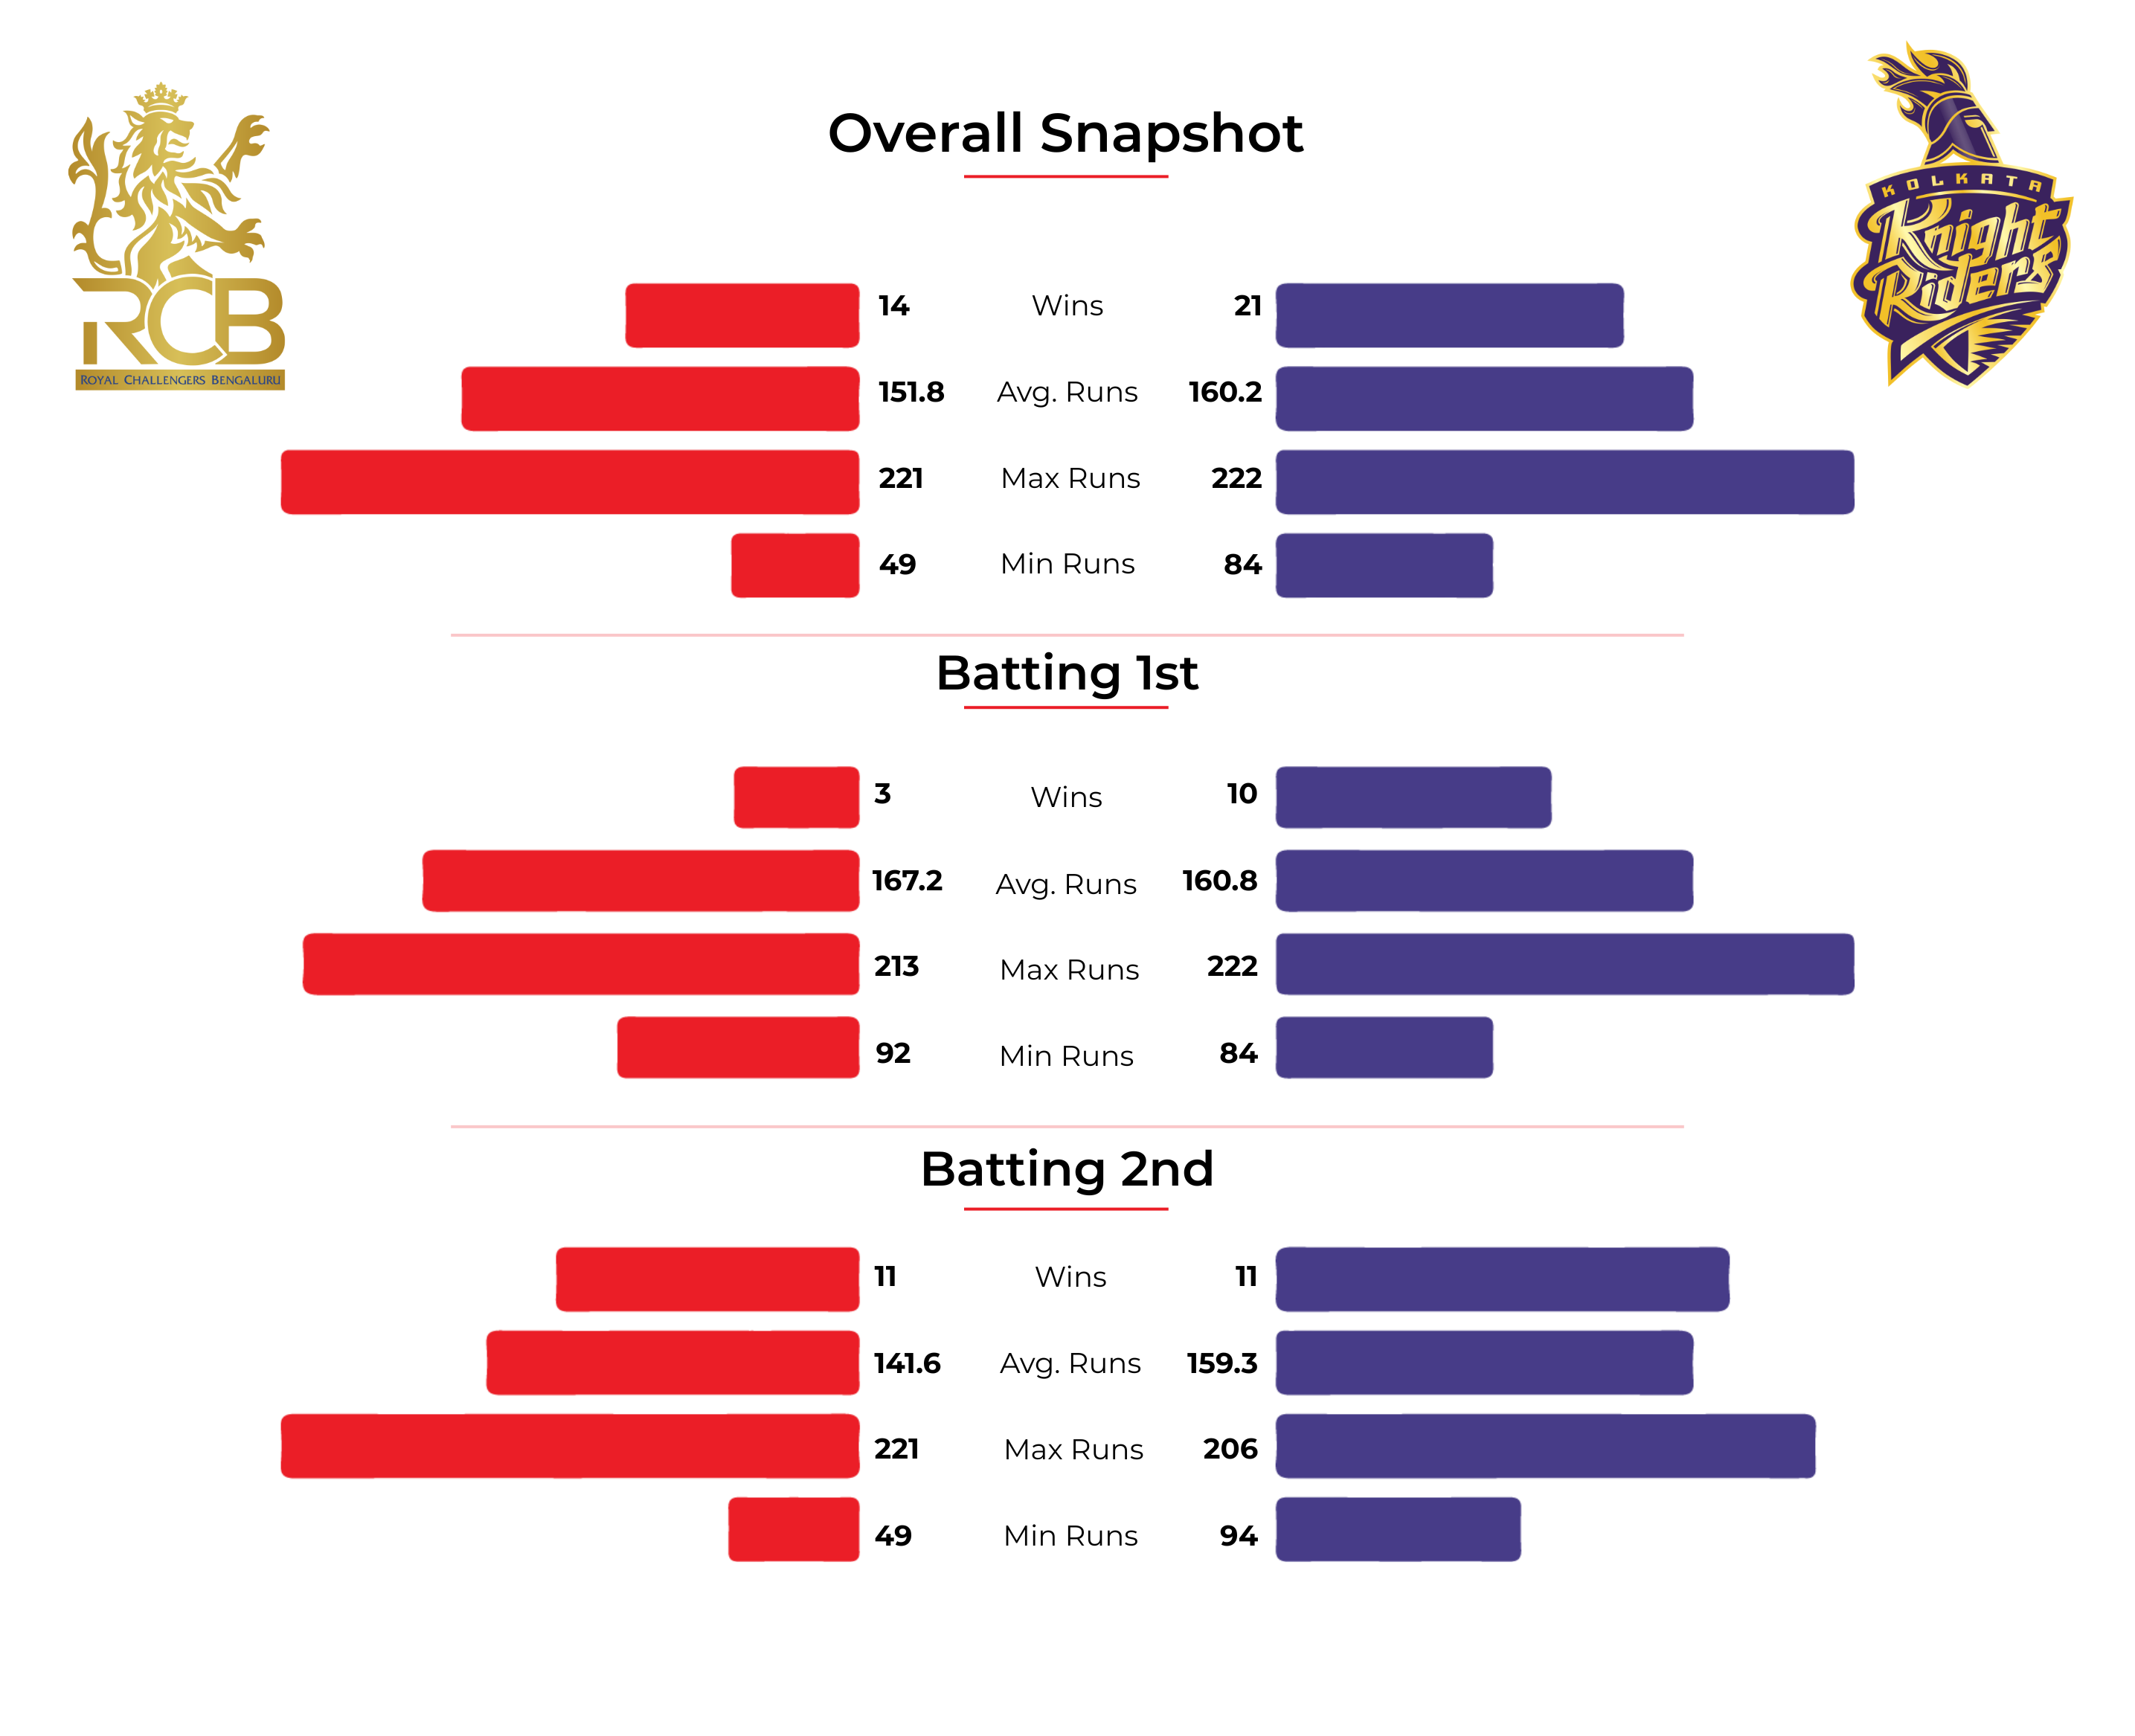 Overall Snapshot
KOLKATA
Knight
Riders
RCB
ROYAL CHALLENGERS BENGALURU
14 Wins 21
151.8 Avg. Runs 160.2
221 Max Runs 222
49 Min Runs 84
Batting 1st
3 Wins 10
167.2 Avg. Runs 160.8
213 Max Runs 222
92 Min Runs 84
Batting 2nd
11 Wins 11
141.6 Avg. Runs 159.3
221 Max Runs 206
49 Min Runs 94